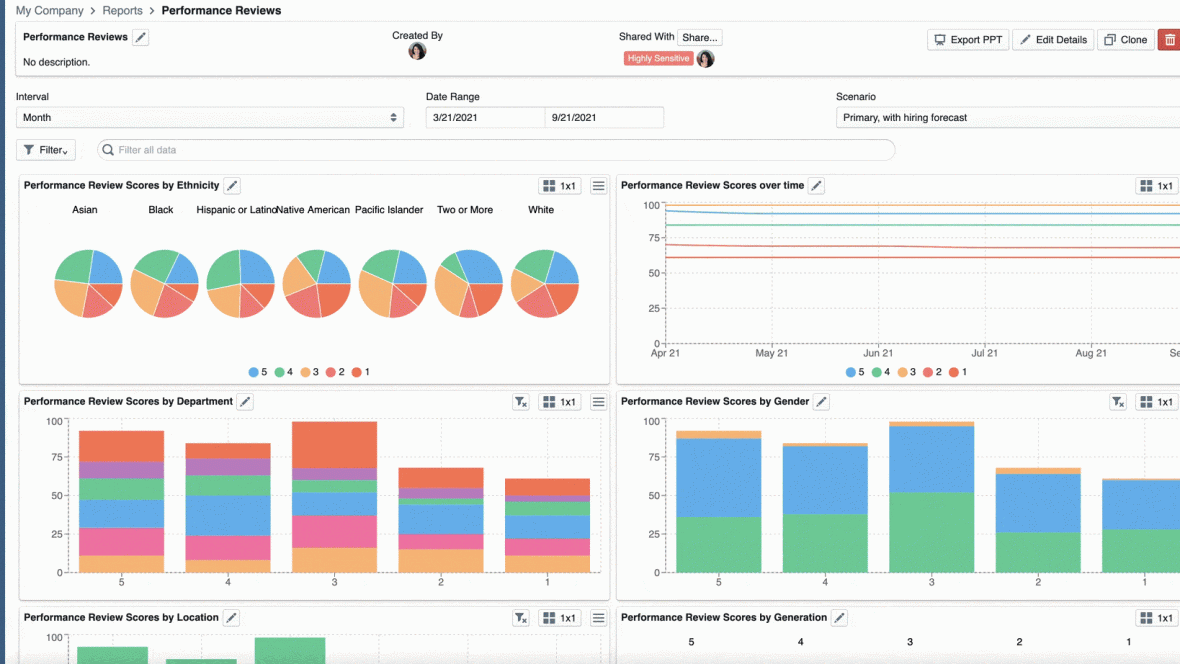 My Company > Reports > Performance Reviews
Performance Reviews
No description.
Created By
Shared With Share...
Highly Sensitive
Export PPT
Edit Details
Clone
Interval
Month
Date Range
3/21/2021 9/21/2021
Scenario
Primary, with hiring forecast
Filter
Filter all data
Performance Review Scores by Ethnicity
1x1
Asian Black Hispanic or Latino Native American Pacific Islander Two or More White
5 4 3 2 1
Performance Review Scores over time
1x1
100
75
50
25
0
Apr 21 May 21 Jun 21 Jul 21 Aug 21 Se
5 4 3 2 1
Performance Review Scores by Department
1x1
100
75
50
25
0
5 4 3 2 1
Performance Review Scores by Gender
1x1
100
75
50
25
0
5 4 3 2 1
Performance Review Scores by Location
1x1
100
Performance Review Scores by Generation
1x1
5 4 3 2 1